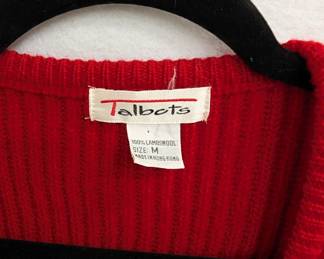 Talbots
100% LAMBSWOOL
SIZE: M
MADE IN HONG KONG